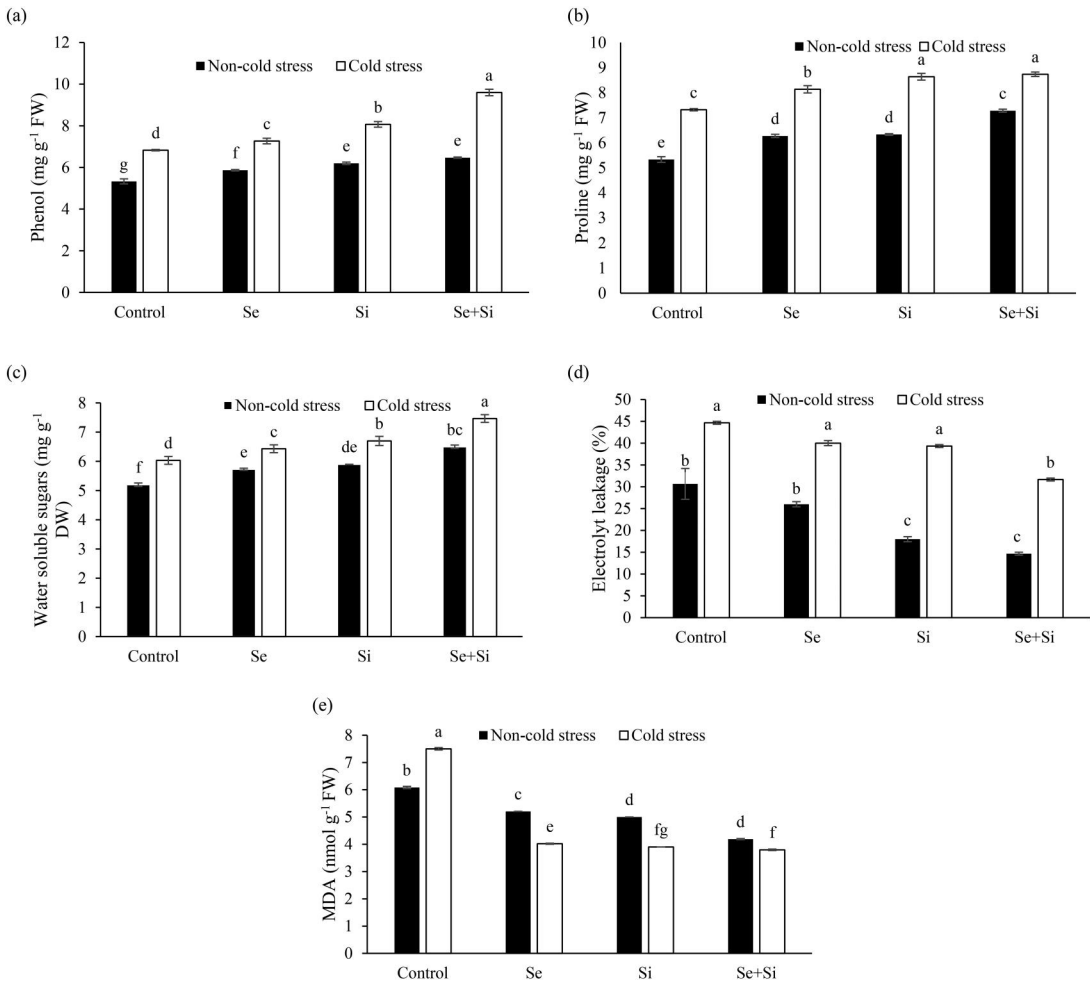 (a)
Phenol (mg g-1 FW)
12
10
8
6
4
2
0
Non-cold stress Cold stress
g d f c e b e a
Control Se Si Se+Si
(b)
Proline (mg g-1 FW)
10
9
8
7
6
5
4
3
2
1
0
Non-cold stress Cold stress
e c d b d a c a
Control Se Si Se+Si
(c)
Water soluble sugars (mg g-1
DW)
8
7
6
5
4
3
2
1
0
Non-cold stress Cold stress
f d e c de b bc a
Control Se Si Se+Si
(d)
Electrolyt leakage (%)
50
45
40
35
30
25
20
15
10
5
0
Non-cold stress Cold stress
b a b a c a c b
Control Se Si Se+Si
(e)
MDA (nmol g-1 FW)
8
7
6
5
4
3
2
1
0
Non-cold stress Cold stress
b a c e d fg d f
Control Se Si Se+Si